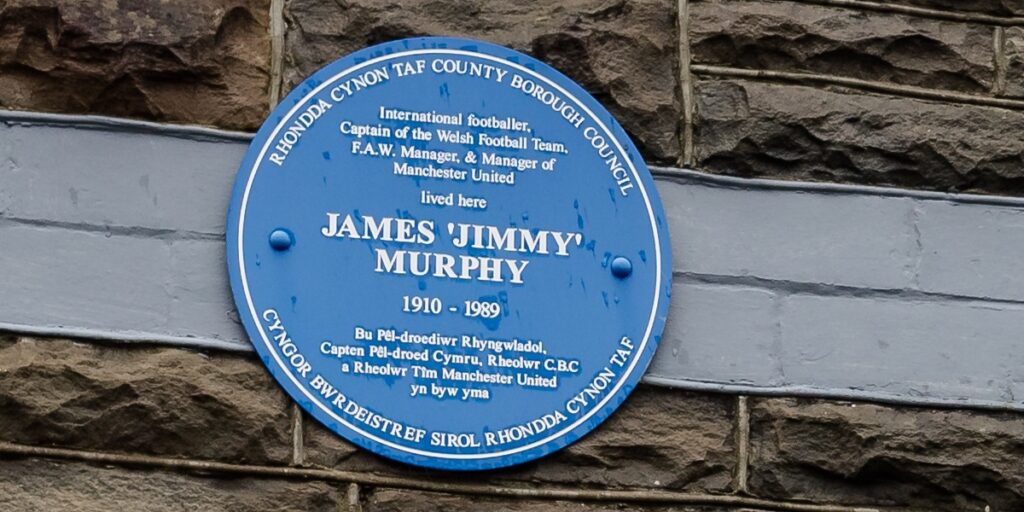 RHONDDA CYNON TAF COUNTY BOROUGH COUNCIL
International footballer,
Captain of the Welsh Football Team,
F.A.W. Manager, & Manager of
Manchester United
lived here
JAMES 'JIMMY'
MURPHY
1910 - 1989
Bu Pêl-droediwr Rhyngwladol,
Capten Pêl-droed Cymru, Rheolwr C.B.C
a Rheolwr Tîm Manchester United
yn byw yma
CYNGOR BWRDEISTREF SIROL RHONDDA CYNON TAF